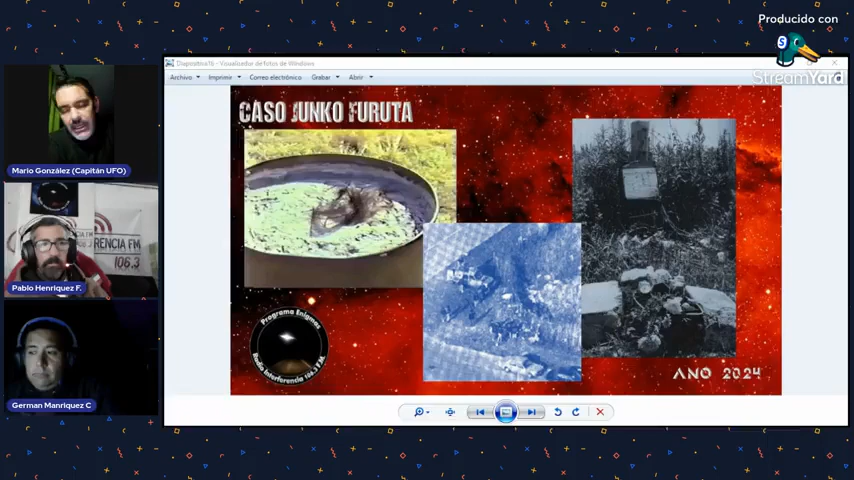 Producido con
StreamYard
Diapositiva16 - Visualizador de fotos de Windows
Archivo
Imprimir
Correo electrónico
Grabar
Abrir
CASO JUNKO FURUTA
Mario González (Capitán UFO)
RENCIA FM
106.3
Pablo Henriquez F.
German Manriquez C
Programa Enigmas
Radio Interferencia 106.3 F.M.
AÑO 2024